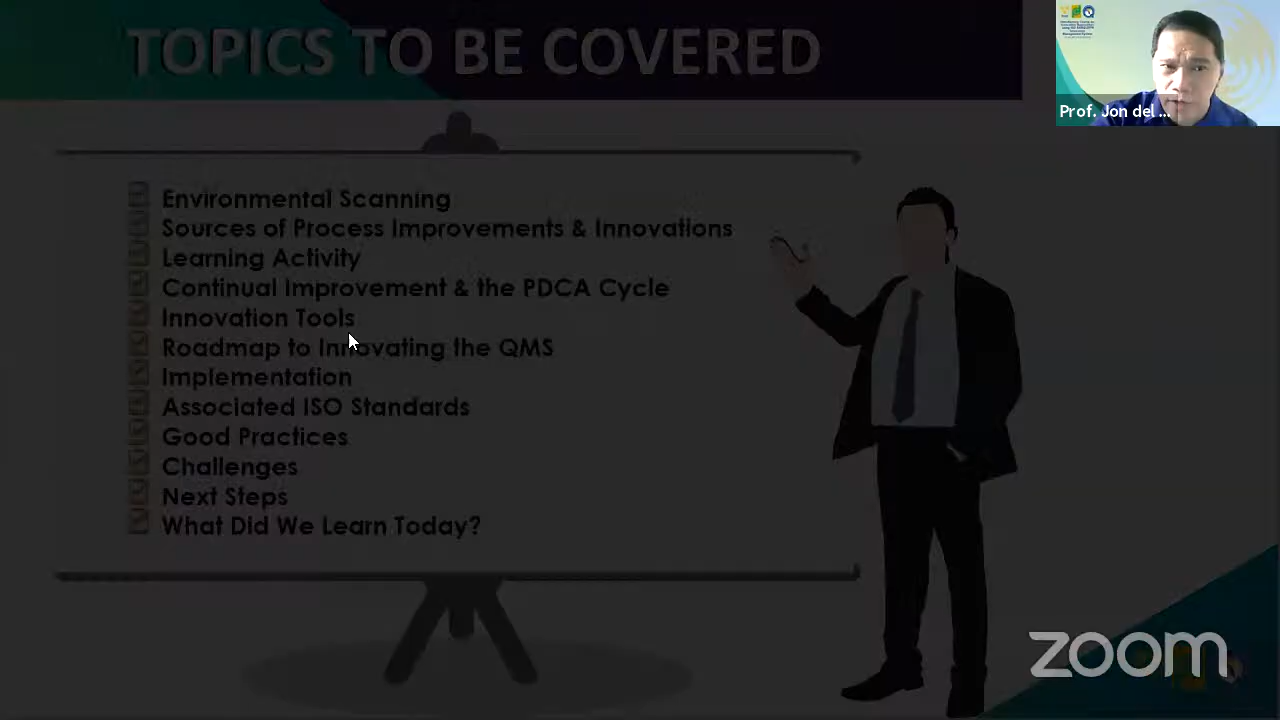 TOPICS TO BE COVERED
Prof. Jon del ...
Environmental Scanning
Sources of Process Improvements & Innovations
Learning Activity
Continual Improvement & the PDCA Cycle
Innovation Tools
Roadmap to Innovating the QMS
Implementation
Associated ISO Standards
Good Practices
Challenges
Next Steps
What Did We Learn Today?
zoom